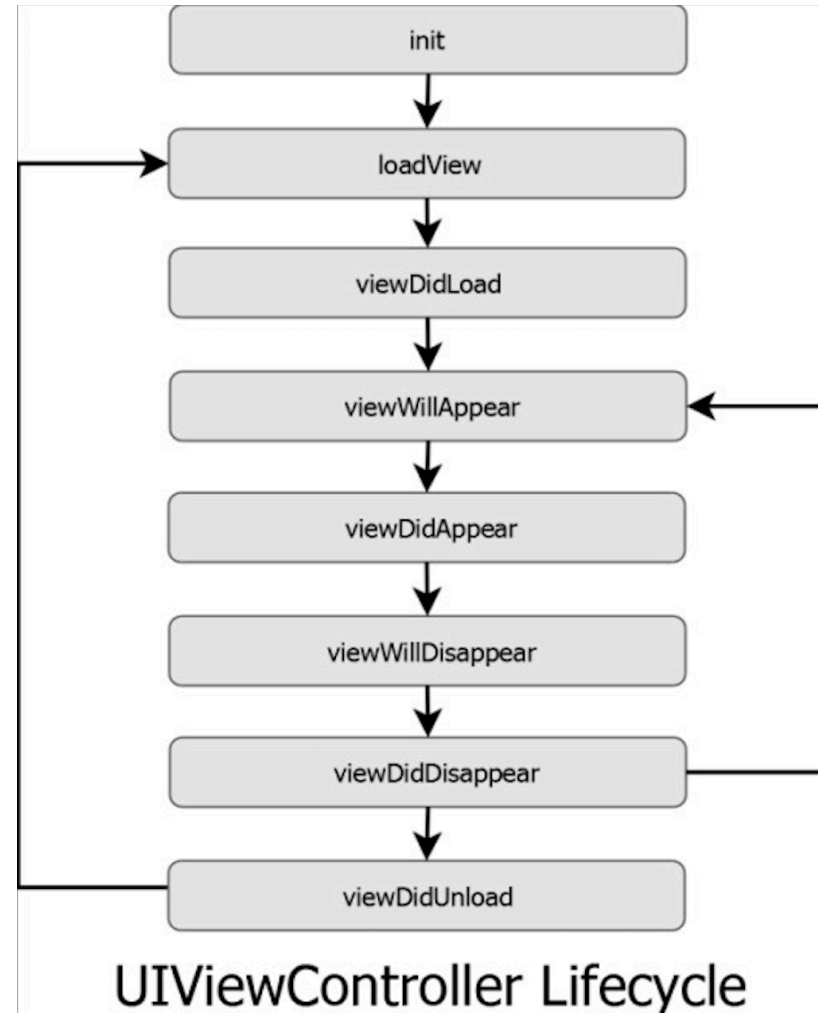 init
loadView
viewDidLoad
viewWillAppear
viewDidAppear
viewWillDisappear
viewDidDisappear
viewDidUnload
UIViewController Lifecycle